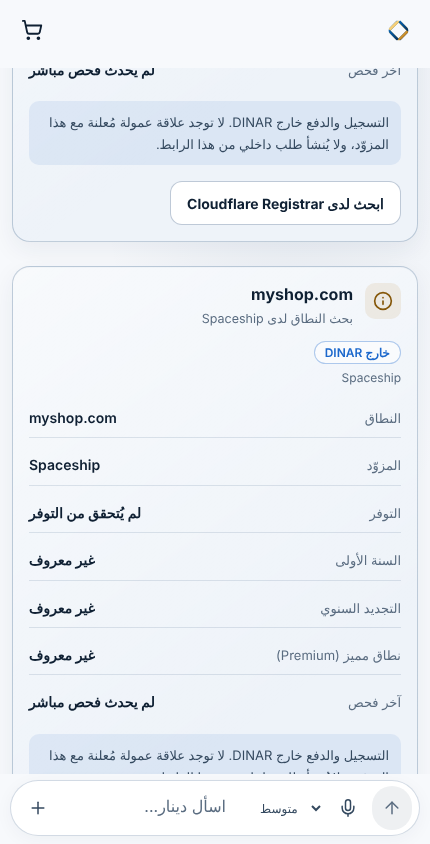 آخر فحص لم يحدث فحص مباشر
التسجيل والدفع خارج DINAR. لا توجد علاقة عمولة مُعلنة مع هذا
المزوّد، ولا يُنشأ طلب داخلي من هذا الرابط.
ابحث لدى Cloudflare Registrar
myshop.com
بحث النطاق لدى Spaceship
خارج DINAR
Spaceship
النطاق myshop.com
المزوّد Spaceship
التوفر لم يُتحقق من التوفر
السنة الأولى غير معروف
التجديد السنوي غير معروف
نطاق مميز (Premium) غير معروف
آخر فحص لم يحدث فحص مباشر
التسجيل والدفع خارج DINAR. لا توجد علاقة عمولة مُعلنة مع هذا
اسأل دينار... متوسط